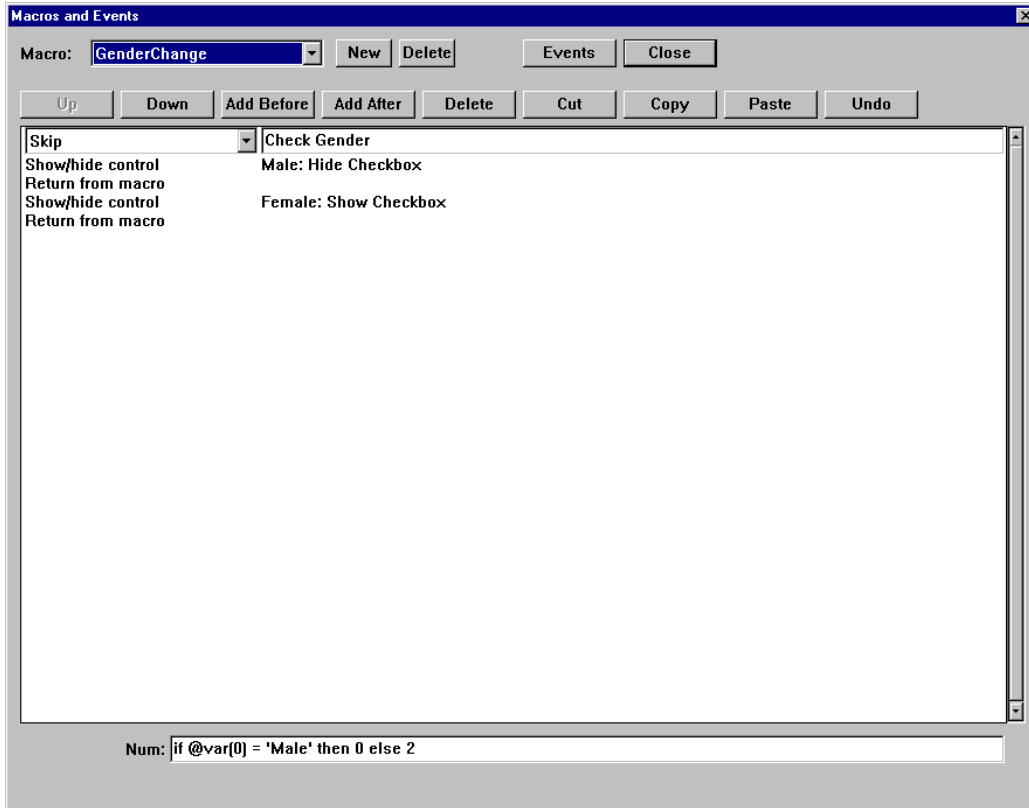 Macros and Events
Macro: GenderChange New Delete Events Close
Up Down Add Before Add After Delete Cut Copy Paste Undo
Skip Check Gender
Show/hide control Male: Hide Checkbox
Return from macro
Show/hide control Female: Show Checkbox
Return from macro
Num: if @var(0) = 'Male' then 0 else 2